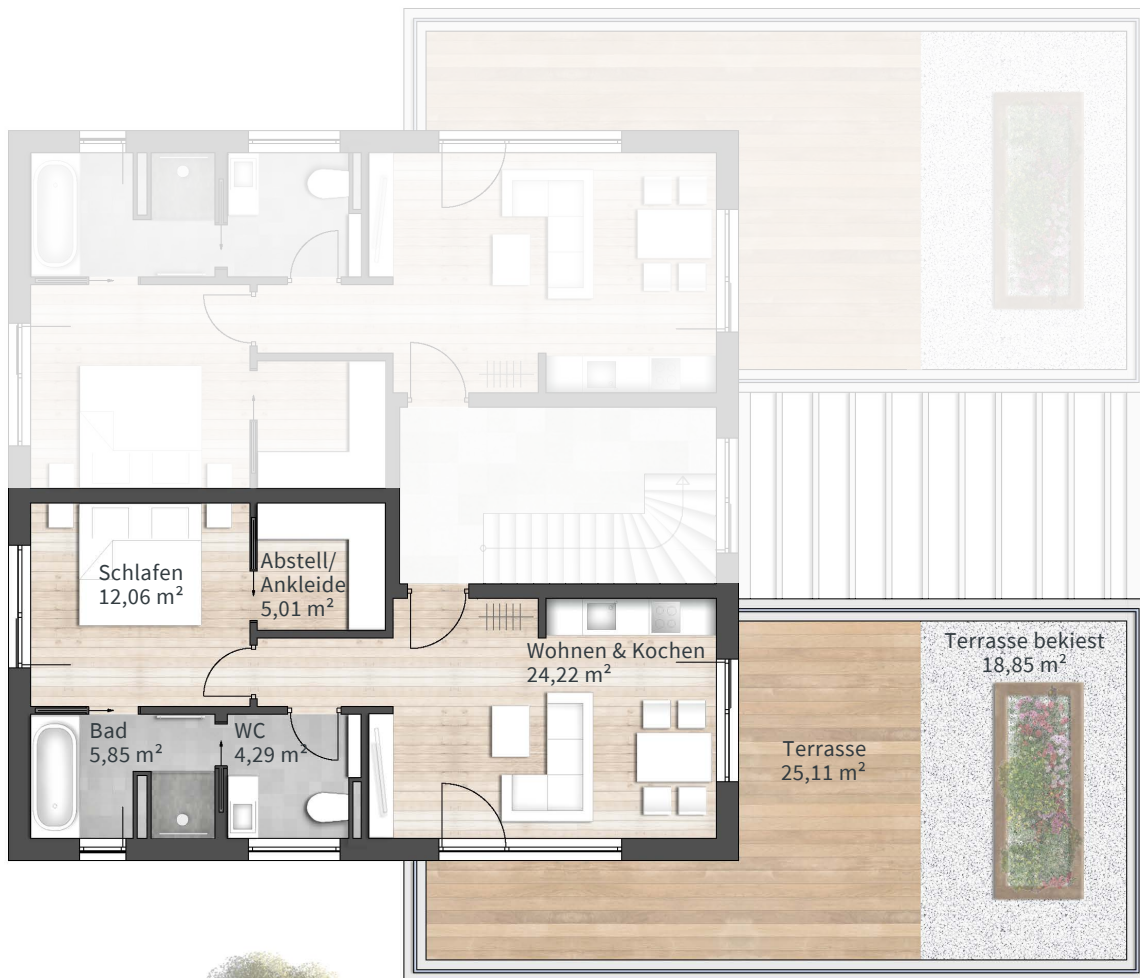 Schlafen
12,06 m²
Abstell/
Ankleide
5,01 m²
Wohnen & Kochen
24,22 m²
Terrasse bekiest
18,85 m²
Bad
5,85 m²
WC
4,29 m²
Terrasse
25,11 m²